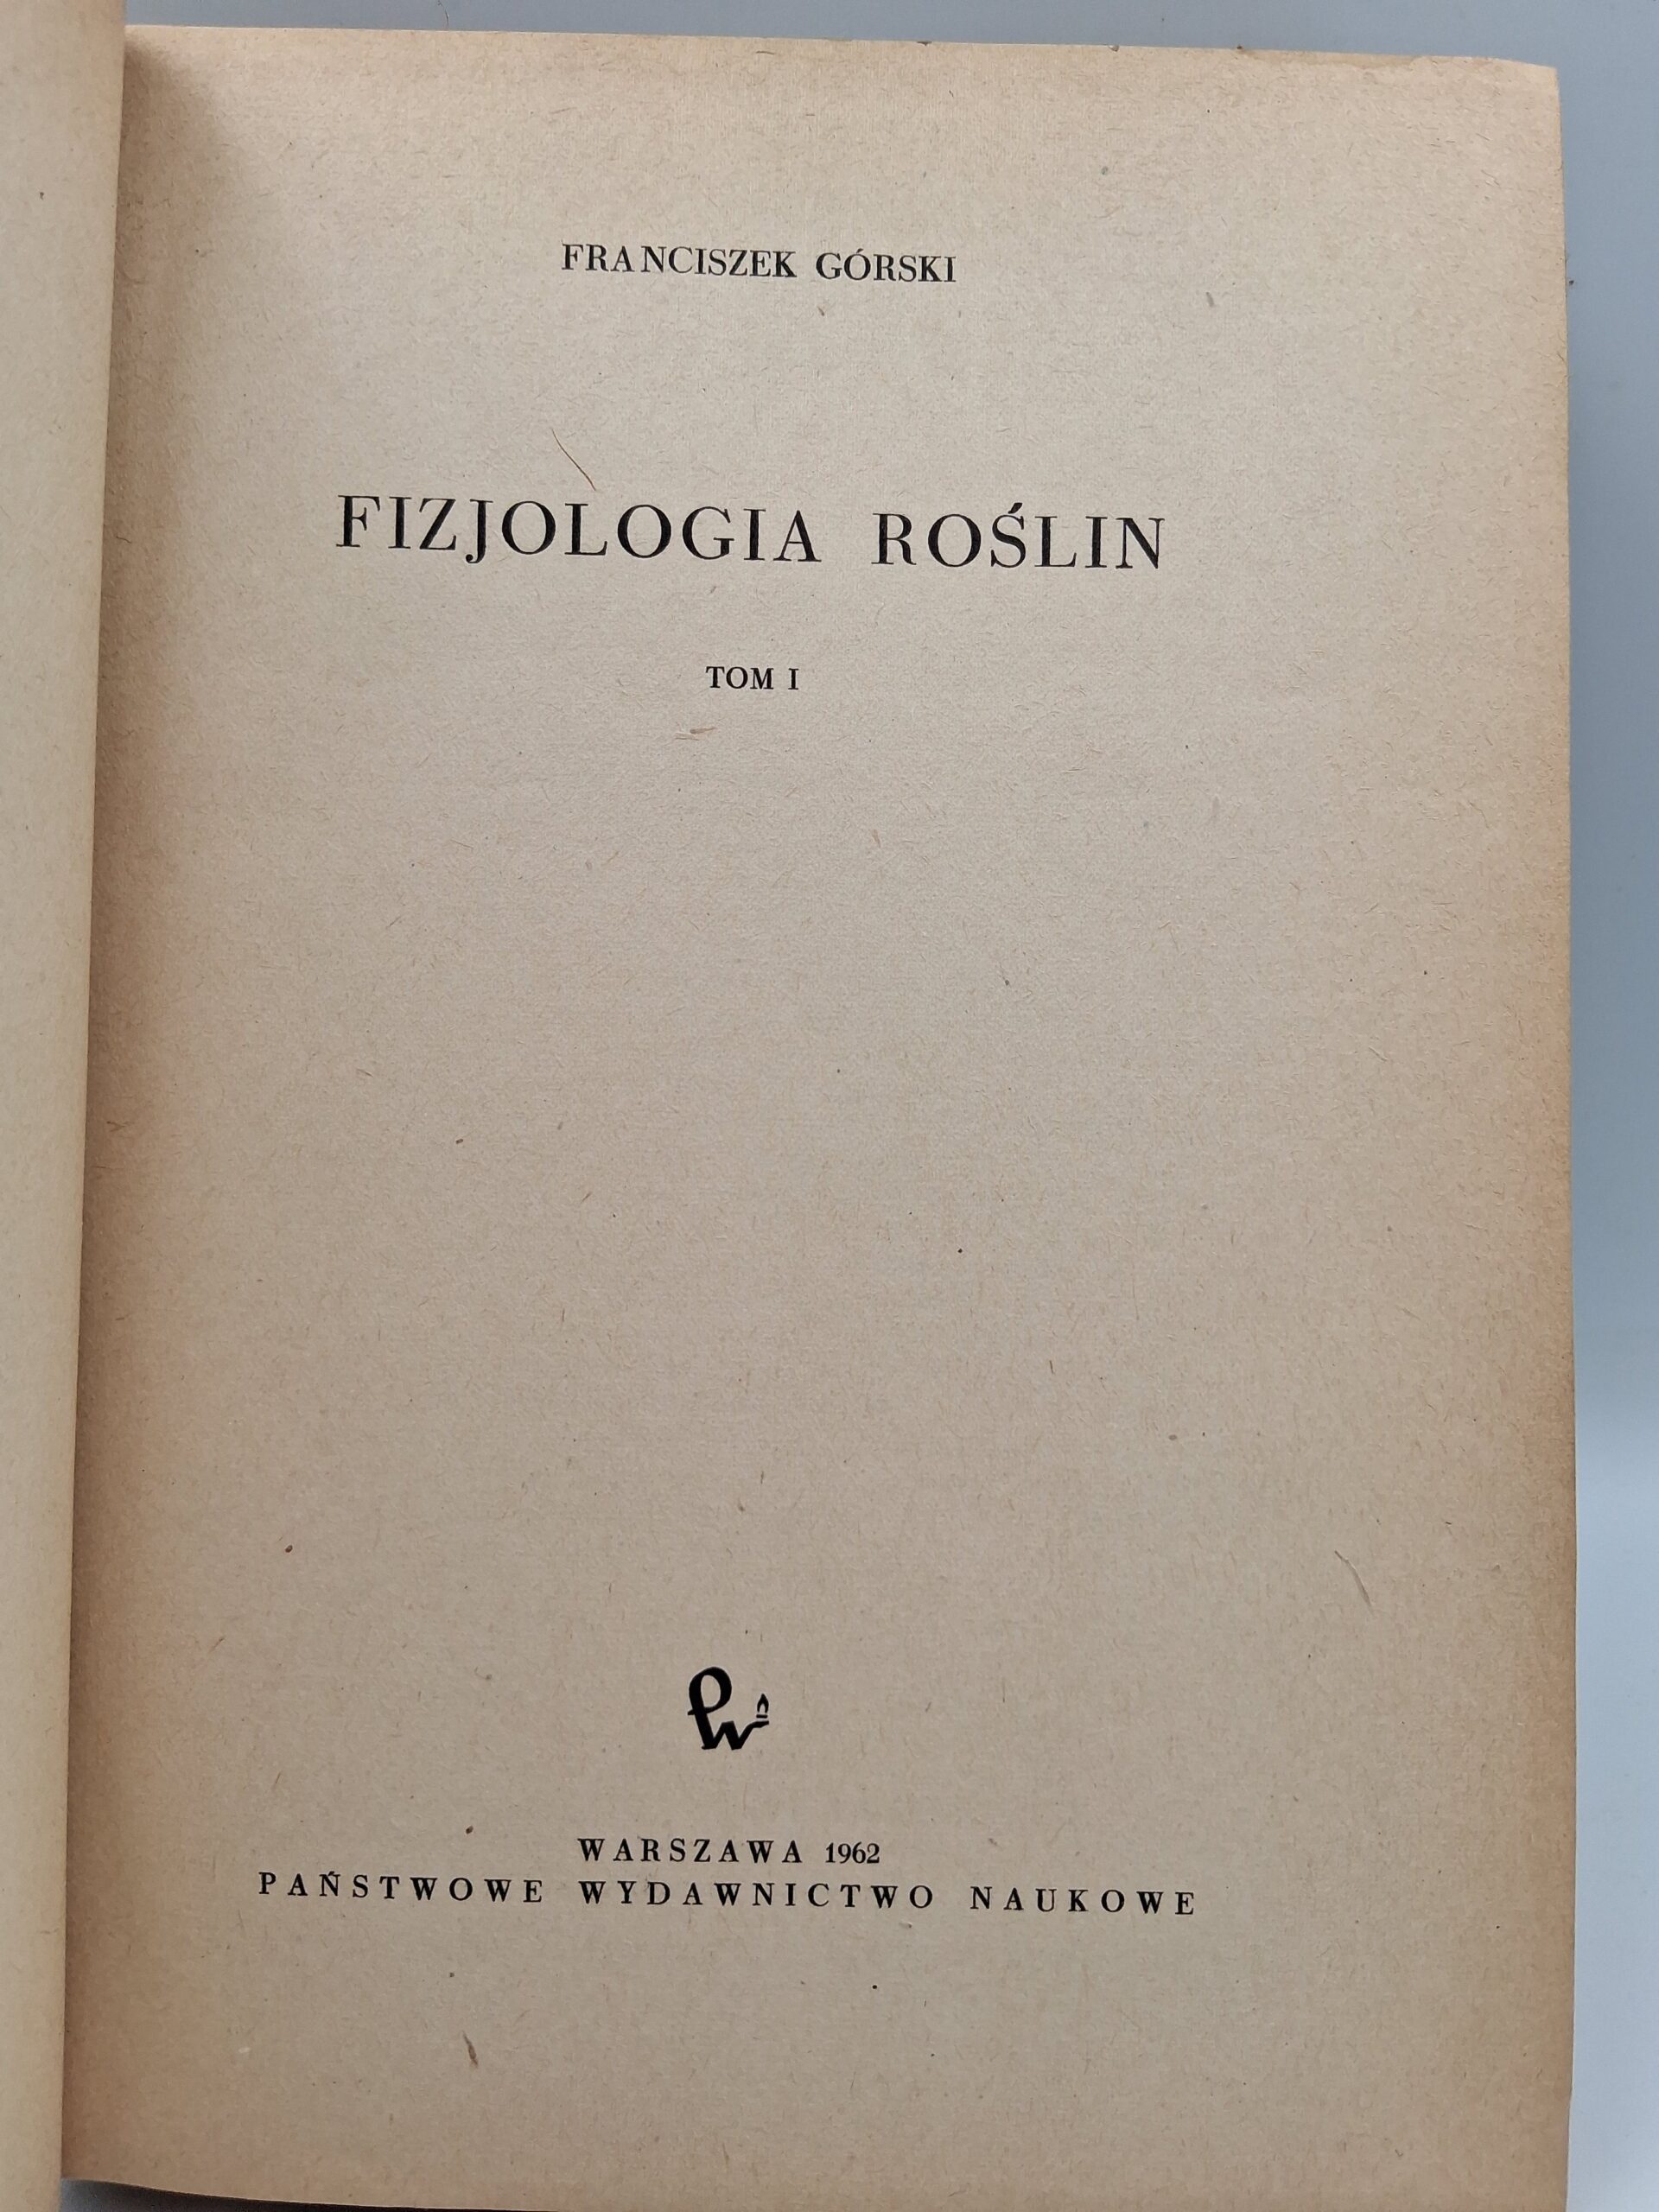 FRANCISZEK GÓRSKI
FIZJOLOGIA ROŚLIN
TOM I
WARSZAWA 1962
PAŃSTWOWE WYDAWNICTWO NAUKOWE